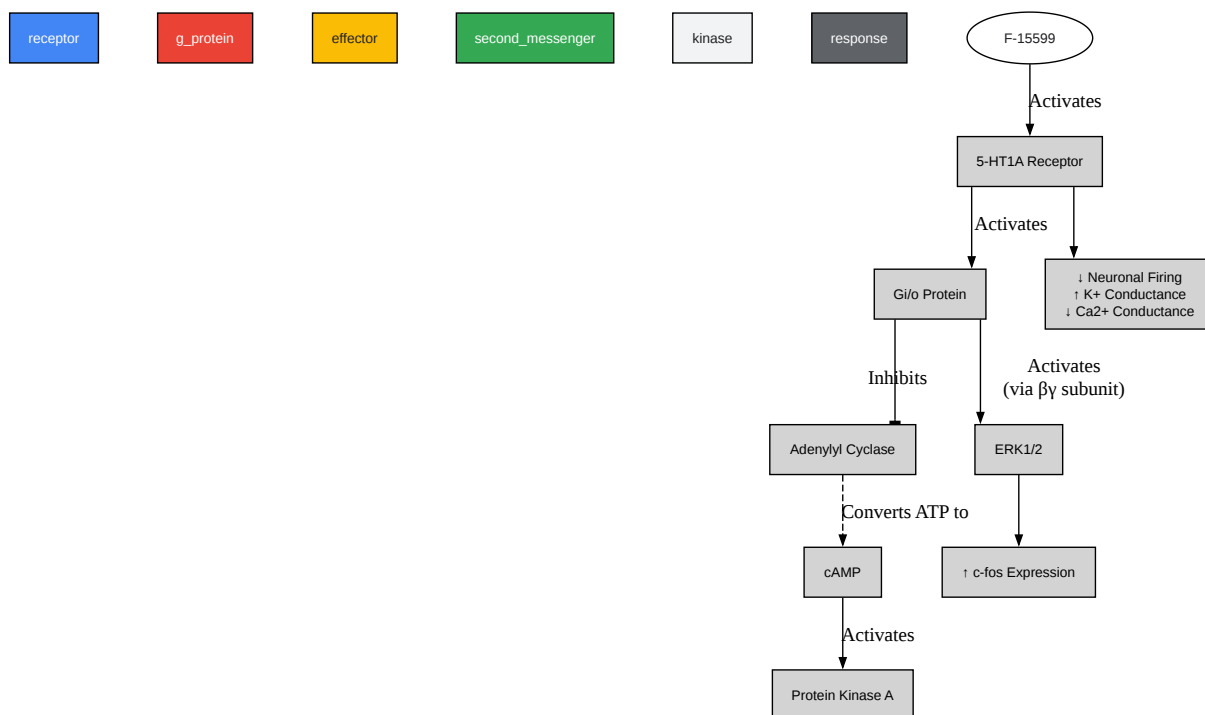 receptor
g_protein
effector
second_messenger
kinase
response
F-15599
Activates
5-HT1A Receptor
Activates
Gi/o Protein
↓ Neuronal Firing
↑ K+ Conductance
↓ Ca2+ Conductance
Inhibits
Activates
(via βγ subunit)
Adenylyl Cyclase
ERK1/2
Converts ATP to
cAMP
↑ c-fos Expression
Activates
Protein Kinase A